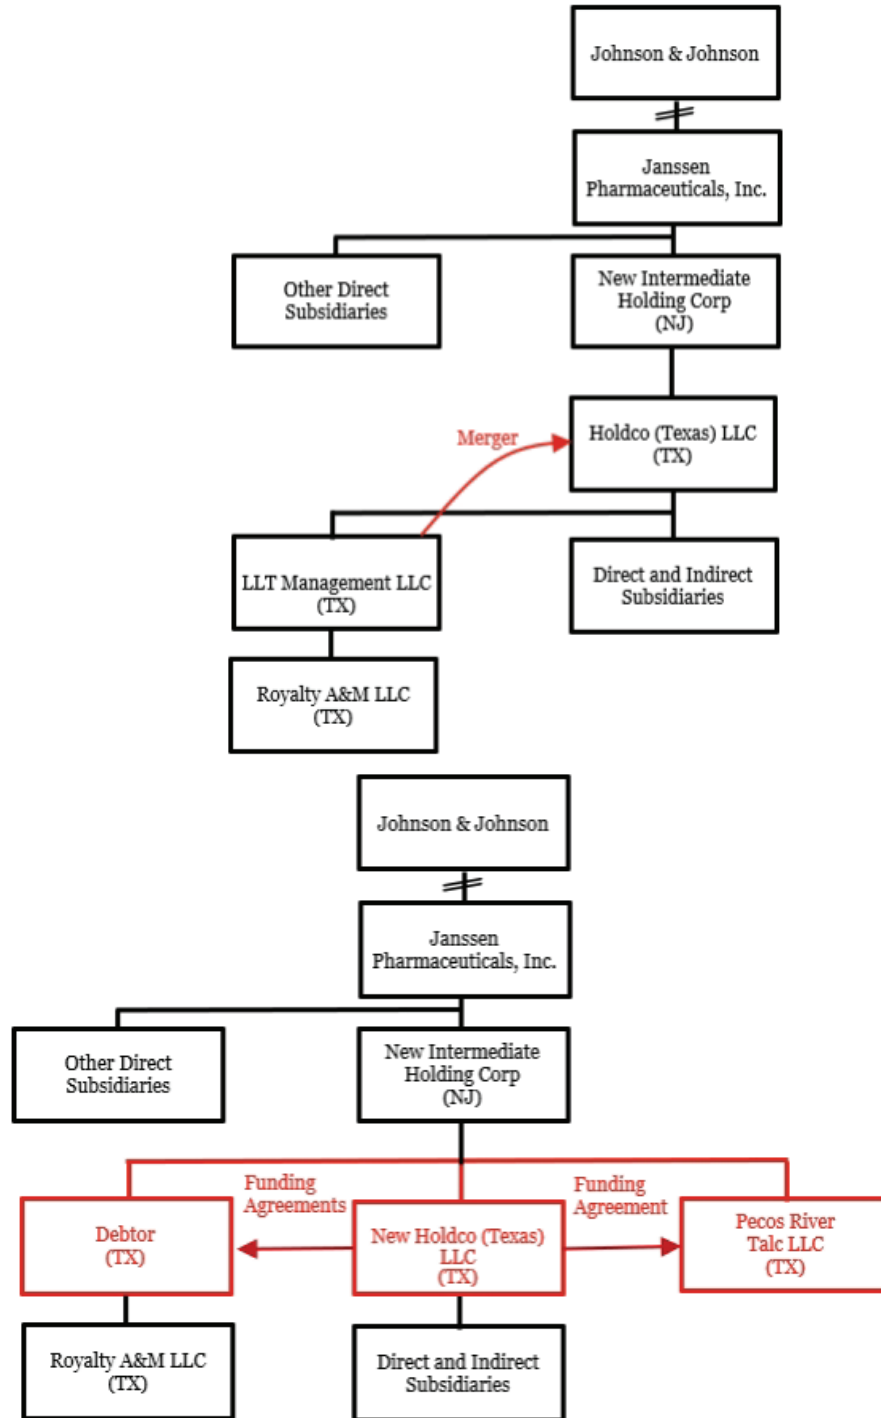 Johnson & Johnson
Janssen
Pharmaceuticals, Inc.
Other Direct
Subsidiaries
New Intermediate
Holding Corp
(NJ)
Merger
Holdco (Texas) LLC
(TX)
LLT Management LLC
(TX)
Direct and Indirect
Subsidiaries
Royalty A&M LLC
(TX)
Johnson & Johnson
Janssen
Pharmaceuticals, Inc.
Other Direct
Subsidiaries
New Intermediate
Holding Corp
(NJ)
Funding
Agreements
Funding
Agreement
Debtor
(TX)
New Holdco (Texas)
LLC
(TX)
Pecos River
Talc LLC
(TX)
Royalty A&M LLC
(TX)
Direct and Indirect
Subsidiaries